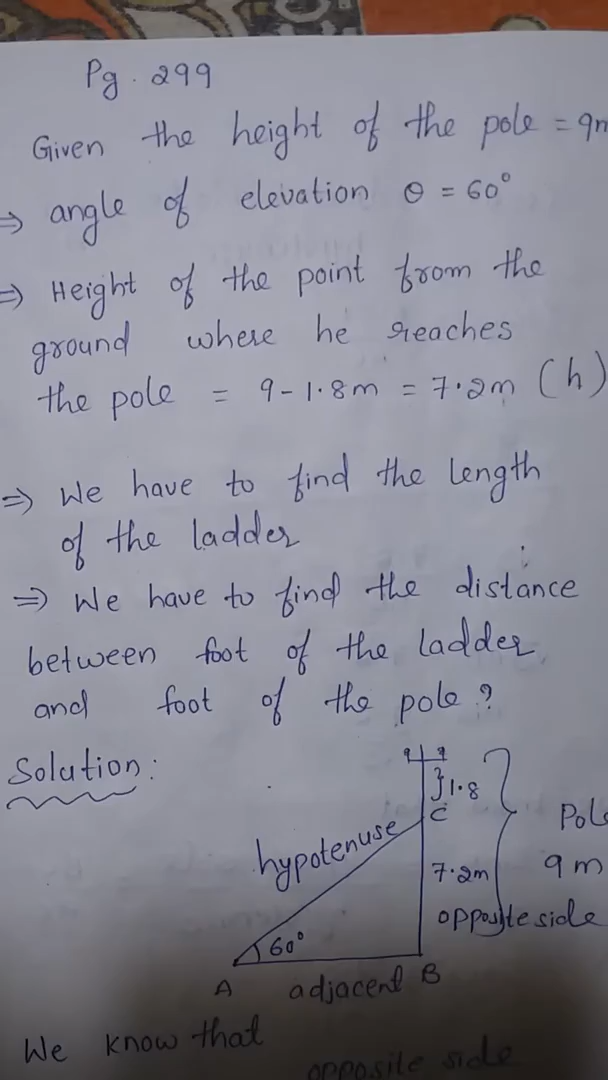 Pg. 299
Given the height of the pole = 9m
⇒ angle of elevation θ = 60°
⇒ Height of the point from the
ground where he reaches
the pole = 9-1.8m = 7.2m (h)
⇒ We have to find the length
of the ladder
⇒ We have to find the distance
between foot of the ladder
and foot of the pole?
Solution:
}1.8
C
hypotenuse
Pole
7.2m
9m
opposite side
60°
A adjacent B
We know that
opposite side